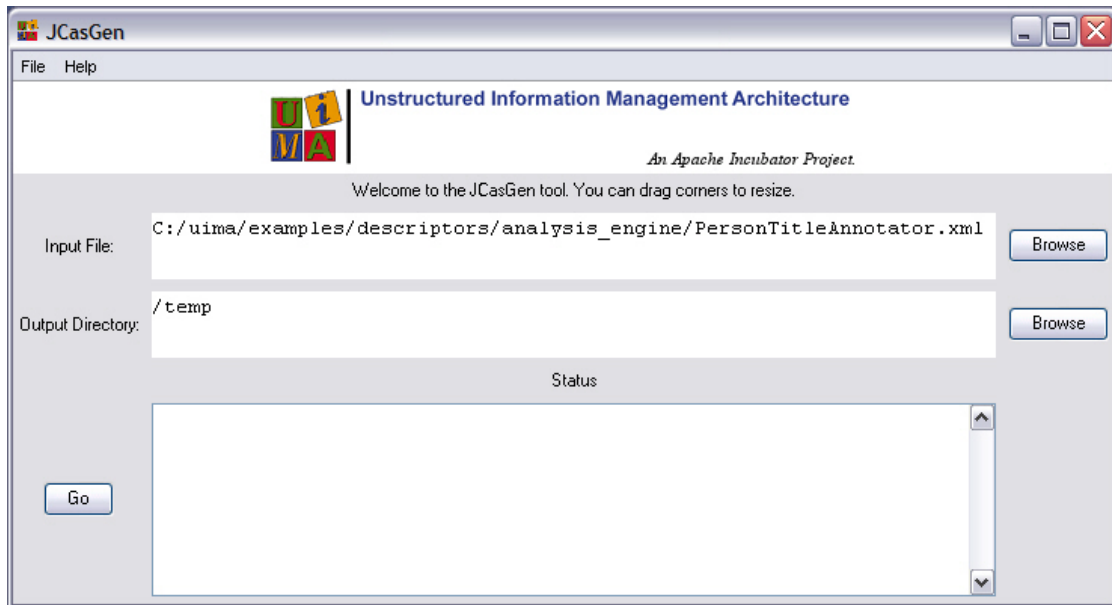 JCasGen
File Help
UiMA
Unstructured Information Management Architecture
An Apache Incubator Project.
Welcome to the JCasGen tool. You can drag corners to resize.
Input File:
C:/uima/examples/descriptors/analysis_engine/PersonTitleAnnotator.xml
Browse
Output Directory:
/temp
Browse
Status
Go